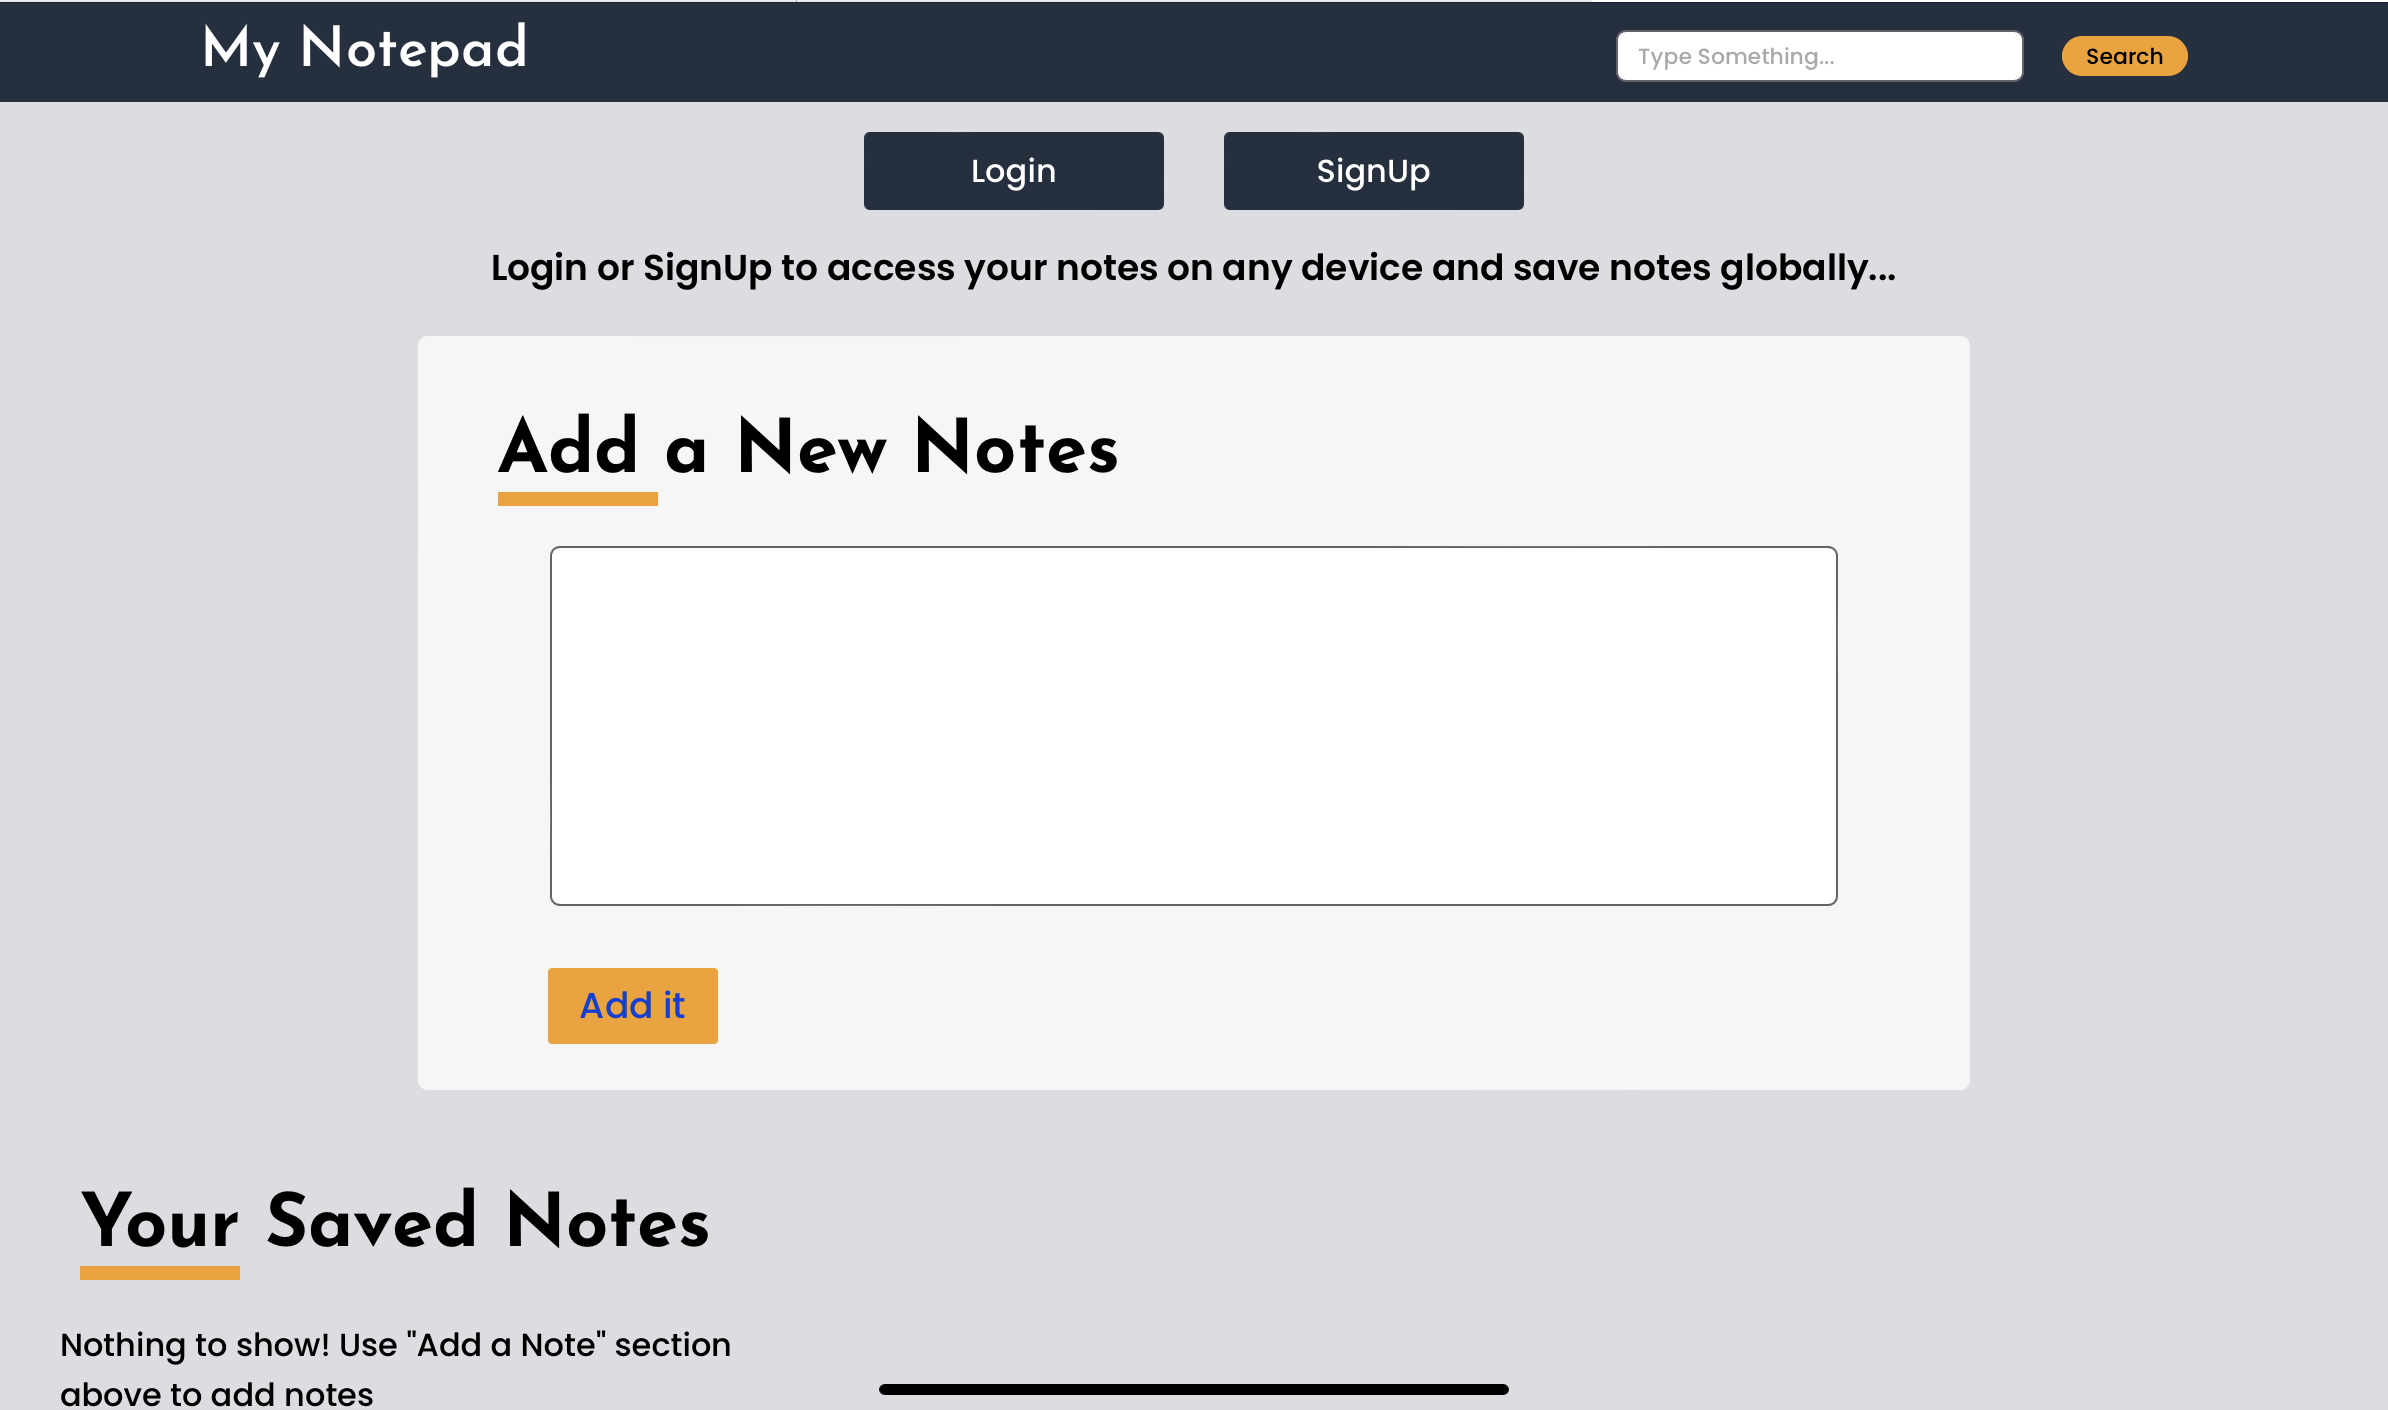 My Notepad
Type Something...
Search
Login
SignUp
Login or SignUp to access your notes on any device and save notes globally...
Add a New Notes
Add it
Your Saved Notes
Nothing to show! Use "Add a Note" section
above to add notes